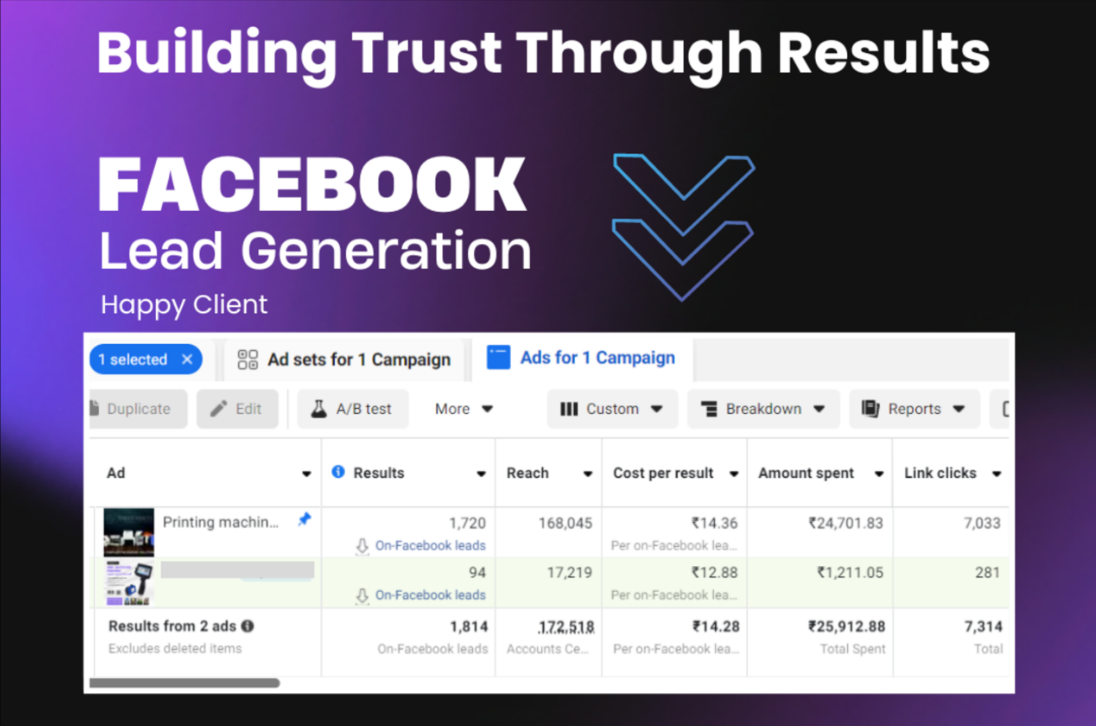 Building Trust Through Results
FACEBOOK
Lead Generation
Happy Client
1 selected ×
Ad sets for 1 Campaign
Ads for 1 Campaign
Duplicate
Edit
A/B test
More
Custom
Breakdown
Reports
Ad Results Reach Cost per result Amount spent Link clicks
Printing machin... 1,720 168,045 ₹14.36 ₹24,701.83 7,033
On-Facebook leads Per on-Facebook lea...
94 17,219 ₹12.88 ₹1,211.05 281
On-Facebook leads Per on-Facebook lea...
Results from 2 ads 1,814 172,518 ₹14.28 ₹25,912.88 7,314
Excludes deleted items On-Facebook leads Accounts Ce... Per on-Facebook lea... Total Spent Total